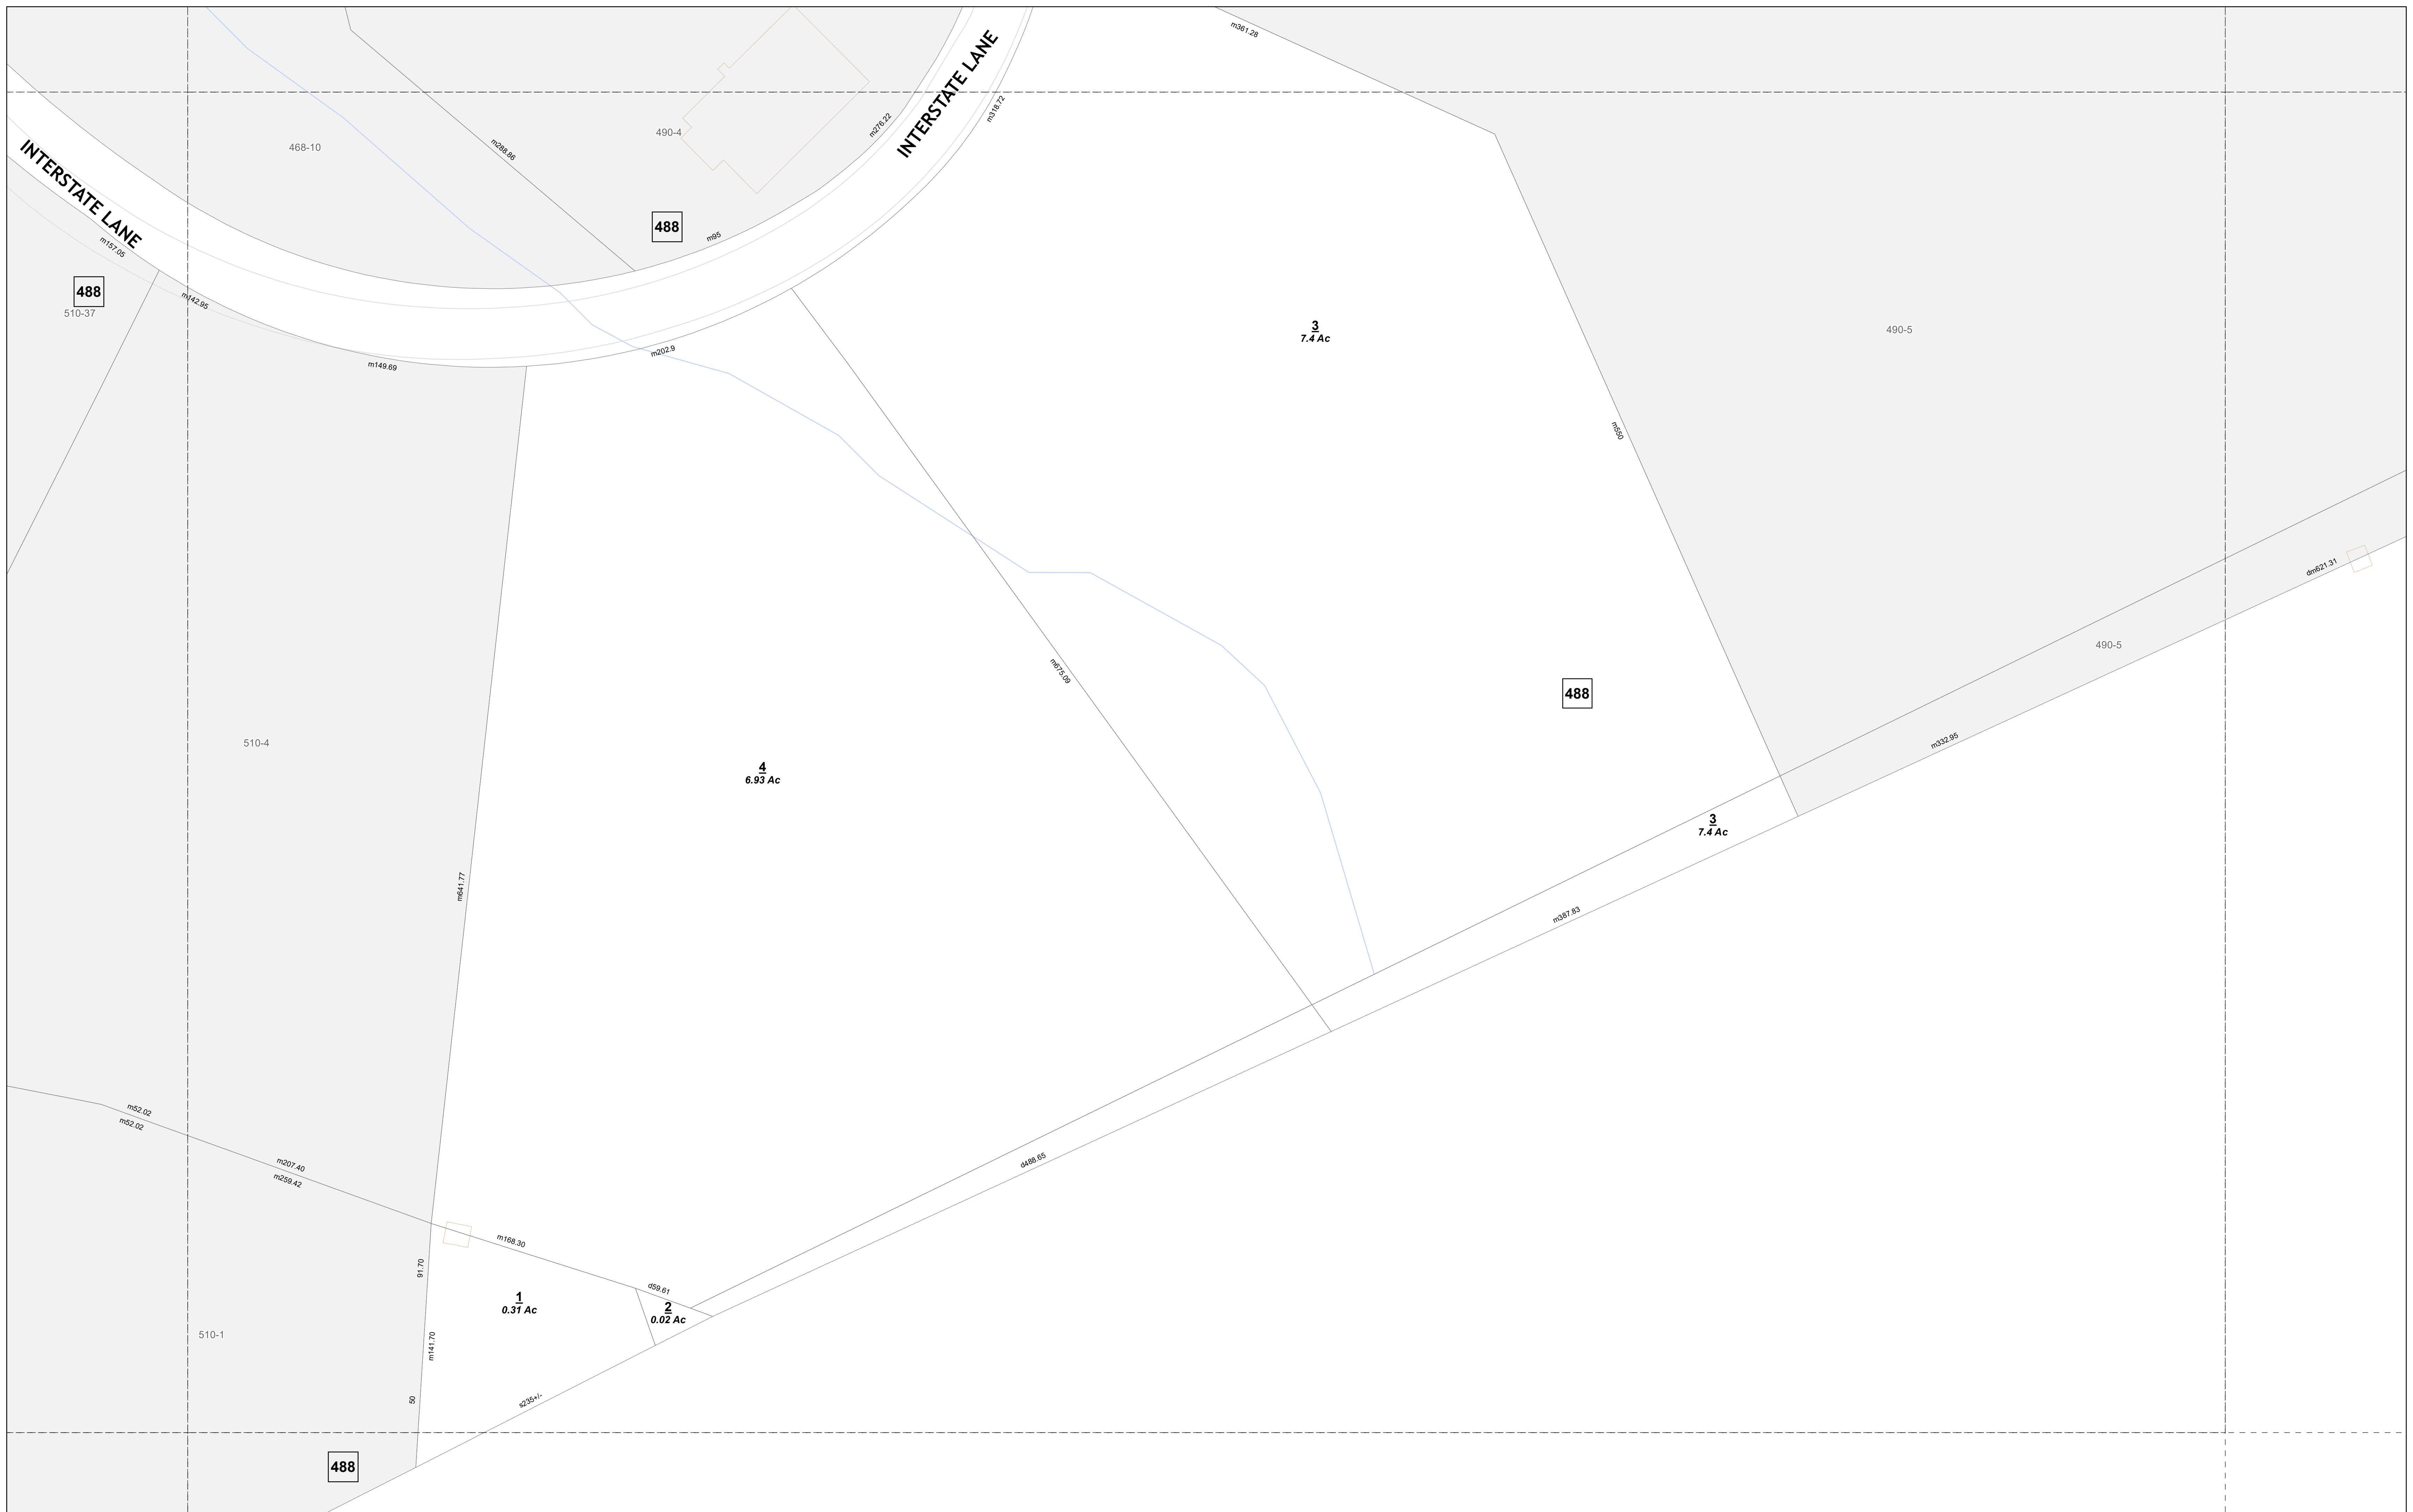 m361.28
INTERSTATE LANE
m318.72
m276.22
490-4
468-10
m288.86
INTERSTATE LANE
488
m95
m157.05
488
510-37
m142.95
3
7.4 Ac
490-5
m202.9
m149.69
m550
dm621.31
490-5
m675.09
488
510-4
m332.95
4
6.93 Ac
3
7.4 Ac
m641.77
m387.83
m52.02
m52.02
m207.40
m259.42
d488.65
m168.30
91.70
d59.61
1
0.31 Ac
2
0.02 Ac
510-1
m141.70
50
s235+/-
488